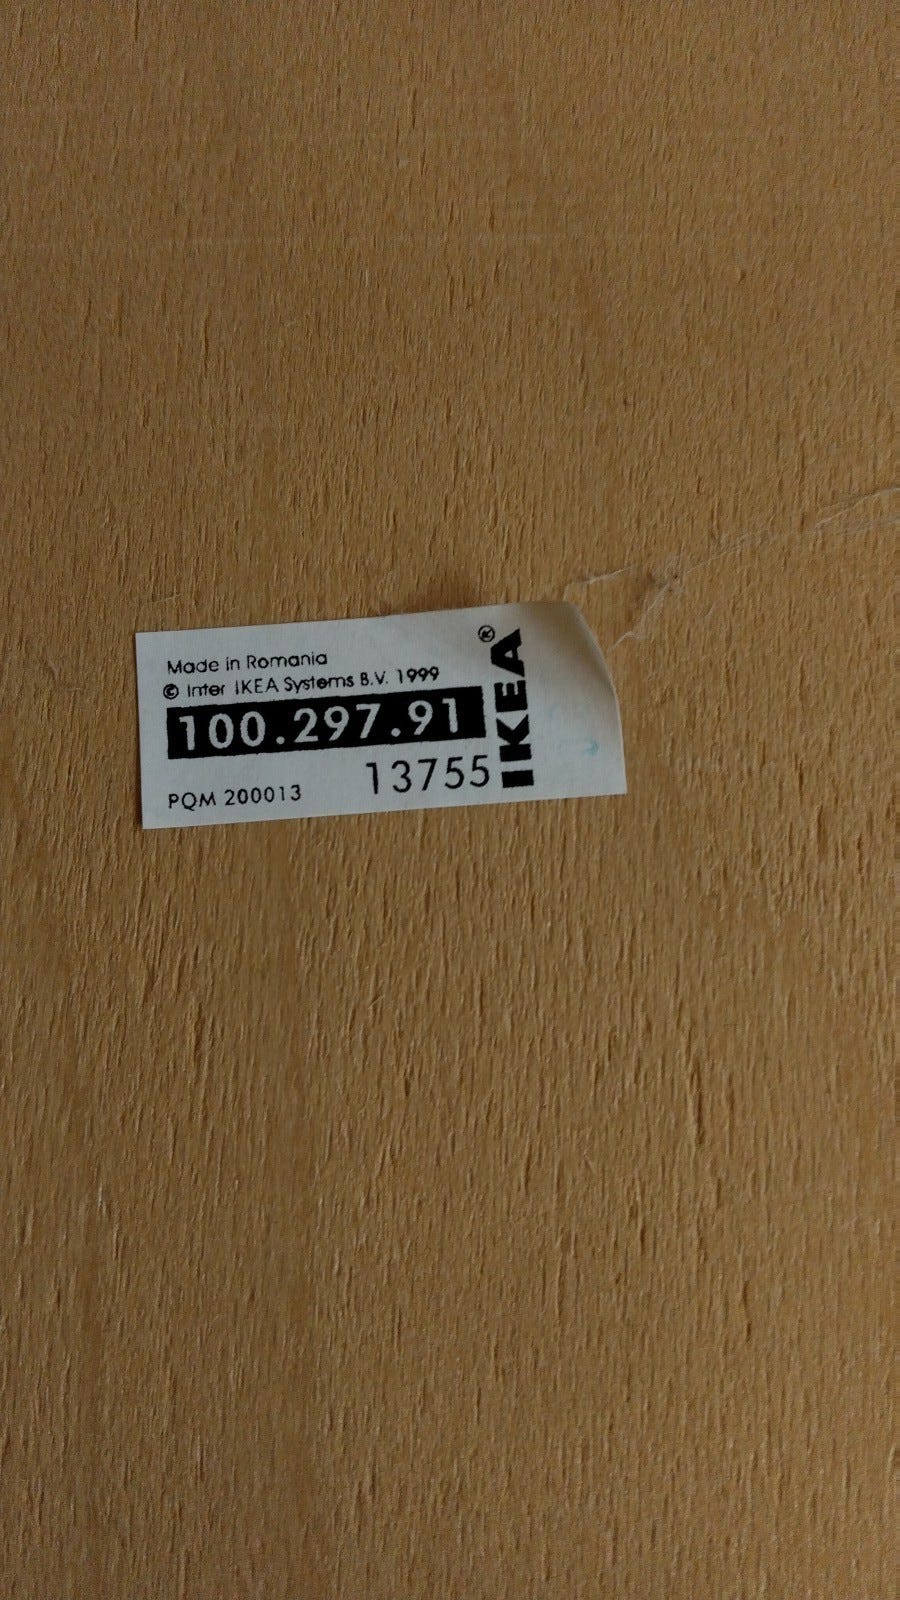 Made in Romania
© Inter IKEA Systems B.V. 1999
100.297.91
PQM 200013 13755
IKEA®